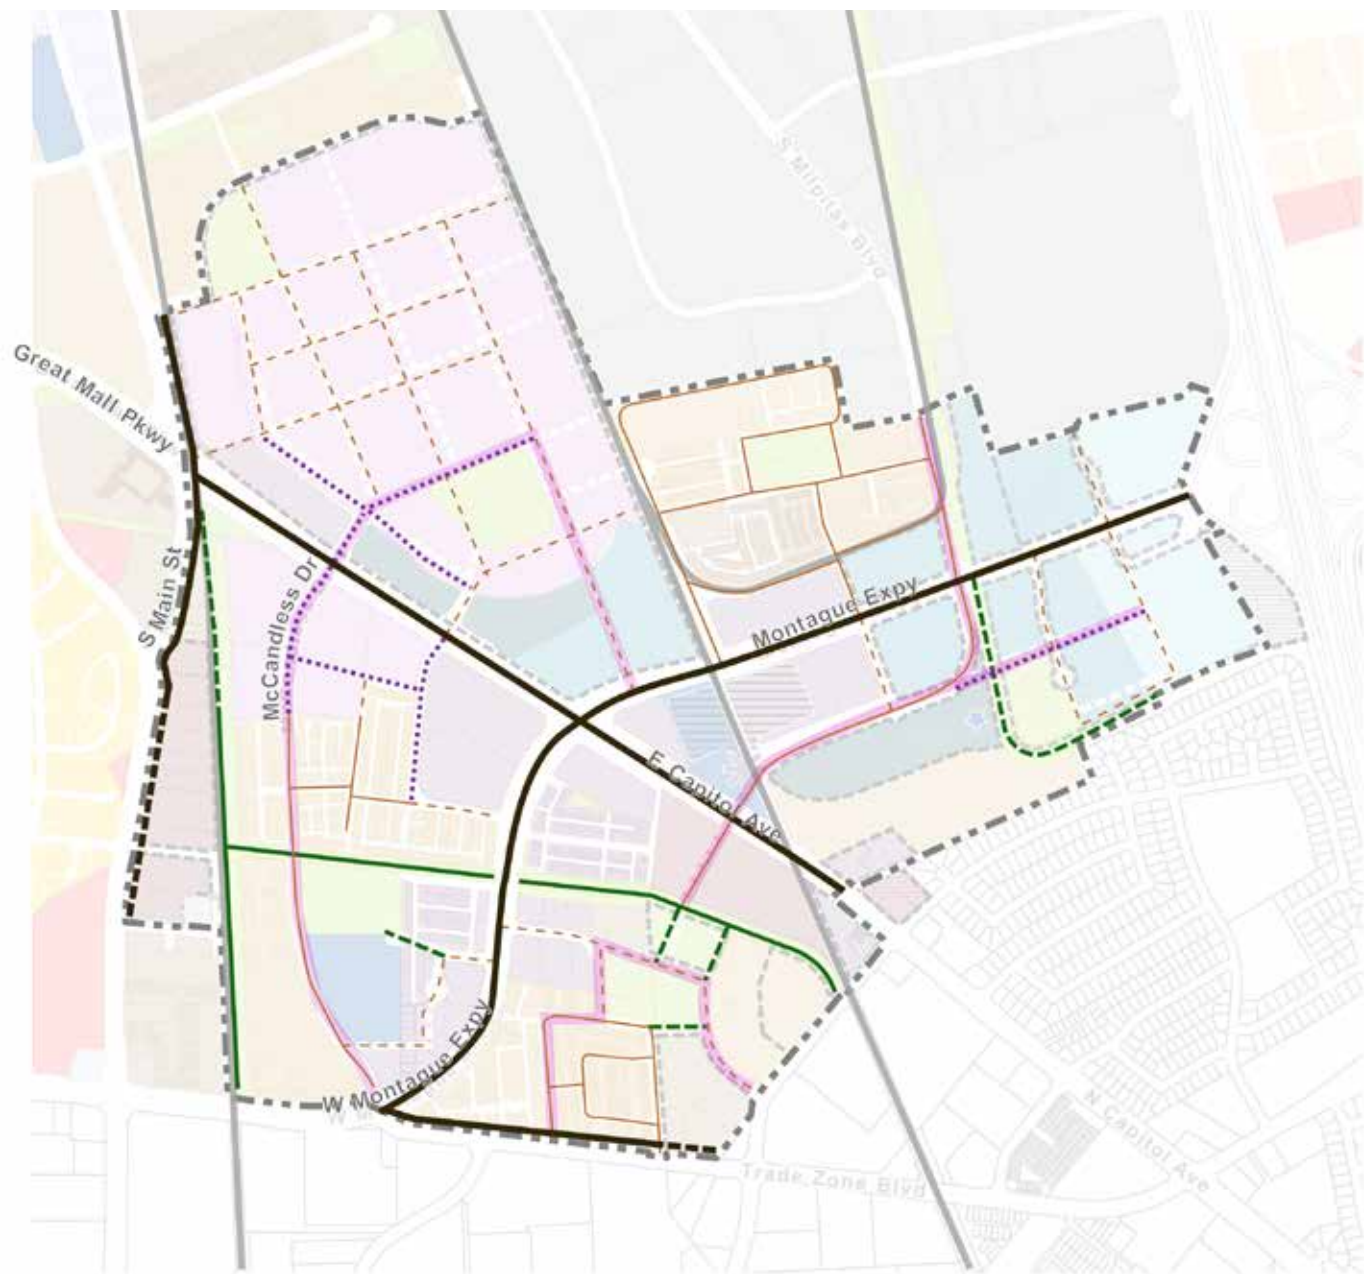 S Milpitas Blvd
Great Mall Pkwy
S Main St
McCandless Dr
Montague Expy
E Capitol Ave
W Montague Expy
N Capitol Ave
Trade Zone Blvd